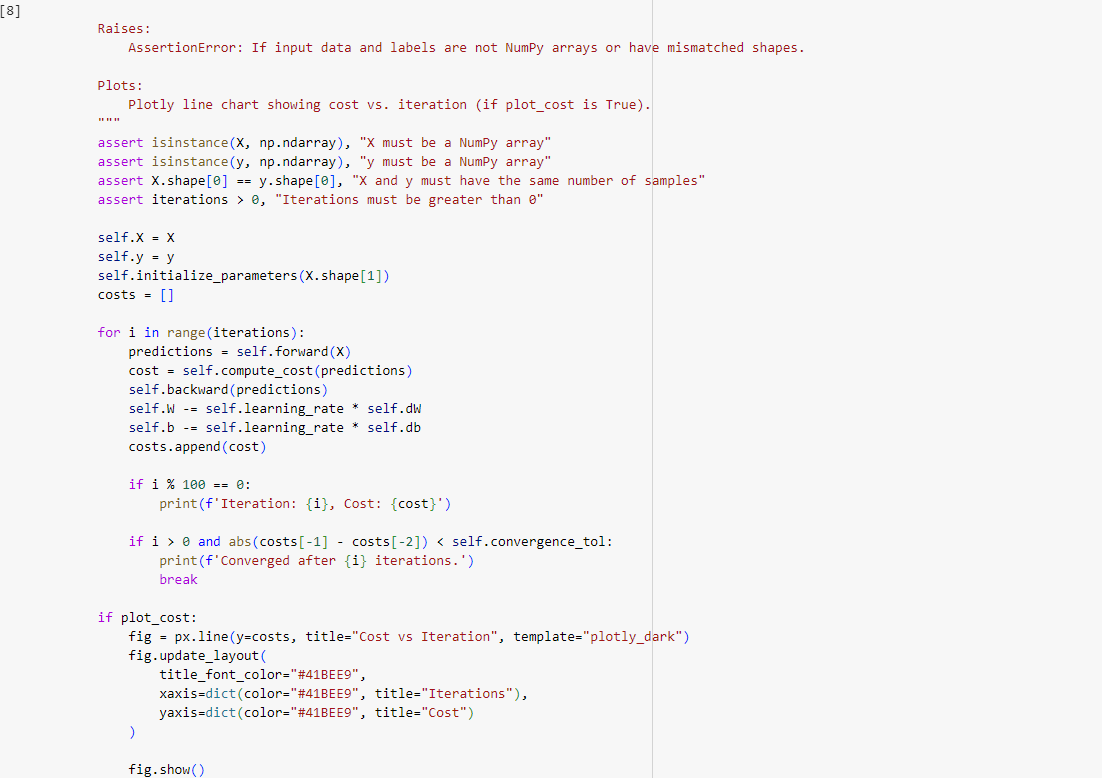 [8]
Raises:
AssertionError: If input data and labels are not NumPy arrays or have mismatched shapes.
Plots:
Plotly line chart showing cost vs. iteration (if plot_cost is True).
"""
assert isinstance(X, np.ndarray), "X must be a NumPy array"
assert isinstance(y, np.ndarray), "y must be a NumPy array"
assert X.shape[0] == y.shape[0], "X and y must have the same number of samples"
assert iterations > 0, "Iterations must be greater than 0"
self.X = X
self.y = y
self.initialize_parameters(X.shape[1])
costs = []
for i in range(iterations):
predictions = self.forward(X)
cost = self.compute_cost(predictions)
self.backward(predictions)
self.W -= self.learning_rate * self.dW
self.b -= self.learning_rate * self.db
costs.append(cost)
if i % 100 == 0:
print(f'Iteration: {i}, Cost: {cost}')
if i > 0 and abs(costs[-1] - costs[-2]) < self.convergence_tol:
print(f'Converged after {i} iterations.')
break
if plot_cost:
fig = px.line(y=costs, title="Cost vs Iteration", template="plotly_dark")
fig.update_layout(
title_font_color="#41BEE9",
xaxis=dict(color="#41BEE9", title="Iterations"),
yaxis=dict(color="#41BEE9", title="Cost")
)
fig.show()